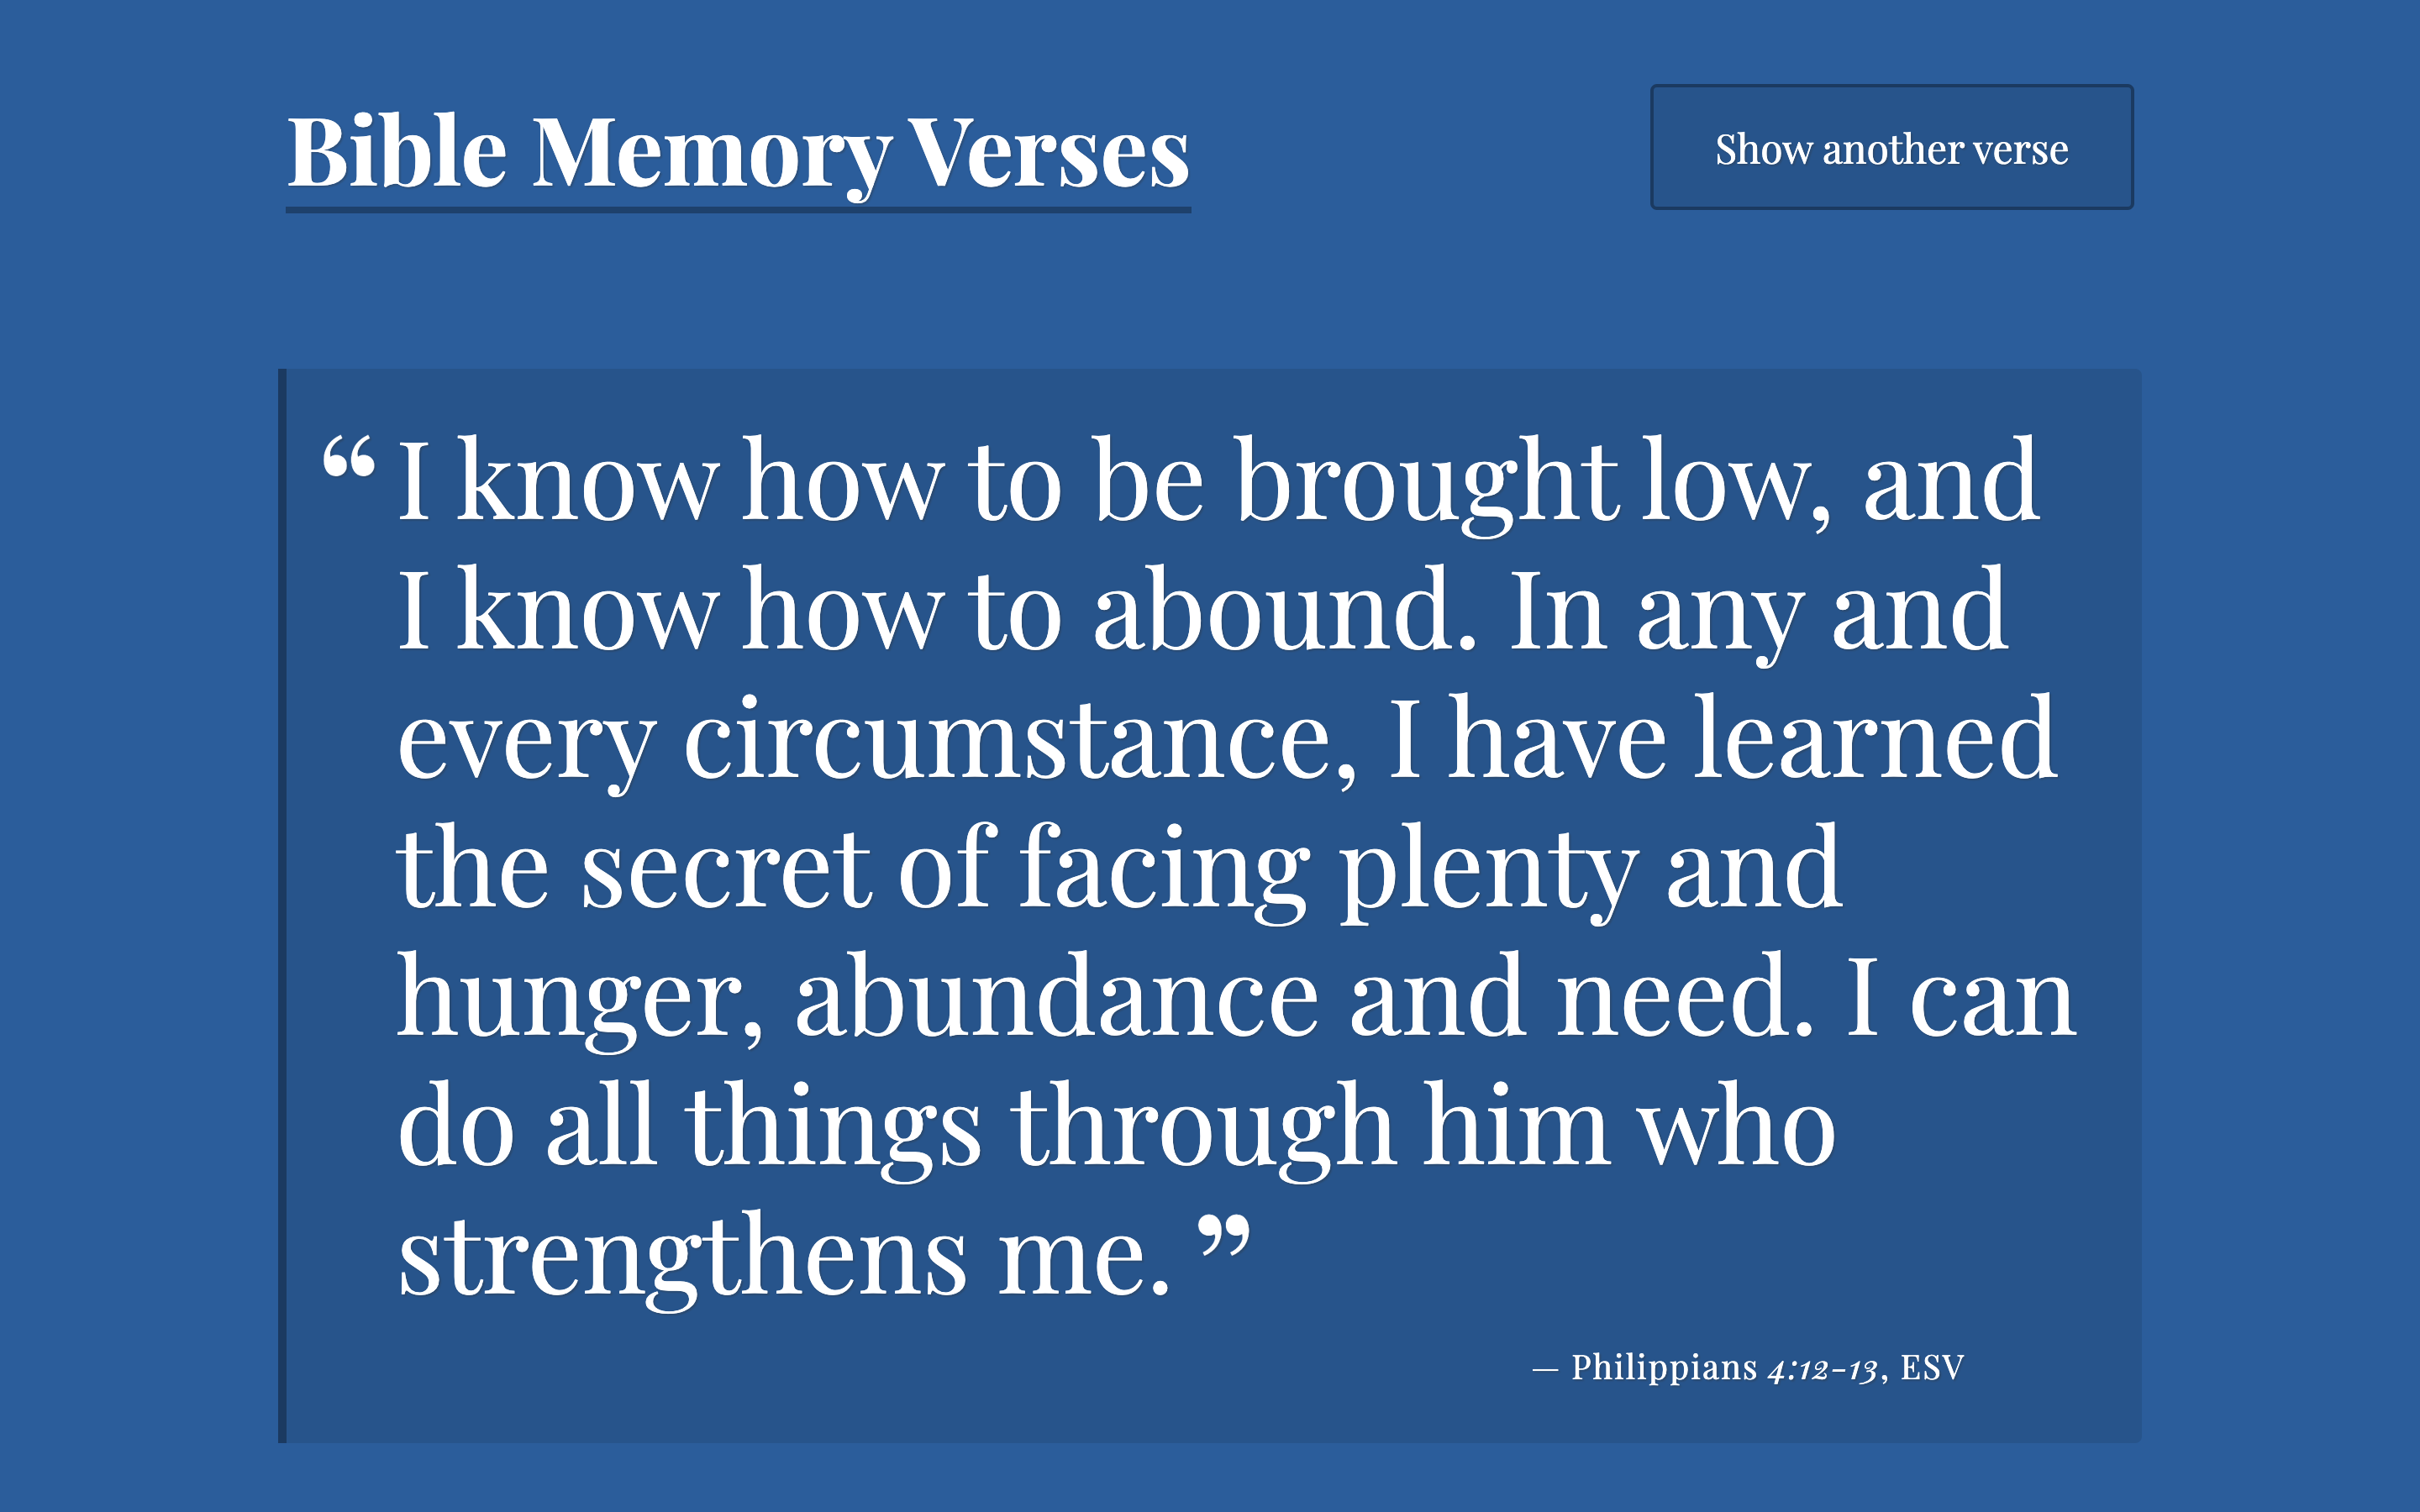 Bible Memory Verses
Show another verse
“I know how to be brought low, and
I know how to abound. In any and
every circumstance, I have learned
the secret of facing plenty and
hunger, abundance and need. I can
do all things through him who
strengthens me.”
— Philippians 4:12–13, ESV